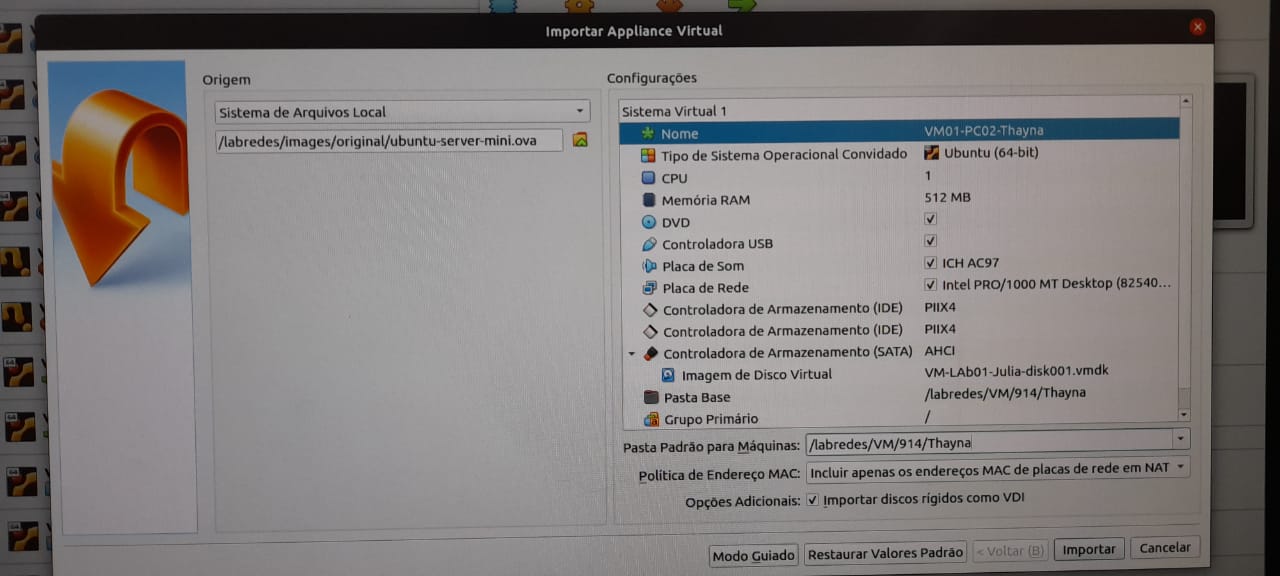 Importar Appliance Virtual
Origem
Sistema de Arquivos Local
/labredes/images/original/ubuntu-server-mini.ova
Configurações
Sistema Virtual 1
Nome VM01-PC02-Thayna
Tipo de Sistema Operacional Convidado Ubuntu (64-bit)
CPU 1
Memória RAM 512 MB
DVD
Controladora USB
Placa de Som ICH AC97
Placa de Rede Intel PRO/1000 MT Desktop (82540...
Controladora de Armazenamento (IDE) PIIX4
Controladora de Armazenamento (IDE) PIIX4
Controladora de Armazenamento (SATA) AHCI
Imagem de Disco Virtual VM-LAb01-Julia-disk001.vmdk
Pasta Base /labredes/VM/914/Thayna
Grupo Primário /
Pasta Padrão para Máquinas: /labredes/VM/914/Thayna
Política de Endereço MAC: Incluir apenas os endereços MAC de placas de rede em NAT
Opções Adicionais: Importar discos rígidos como VDI
Modo Guiado Restaurar Valores Padrão < Voltar (B) Importar Cancelar